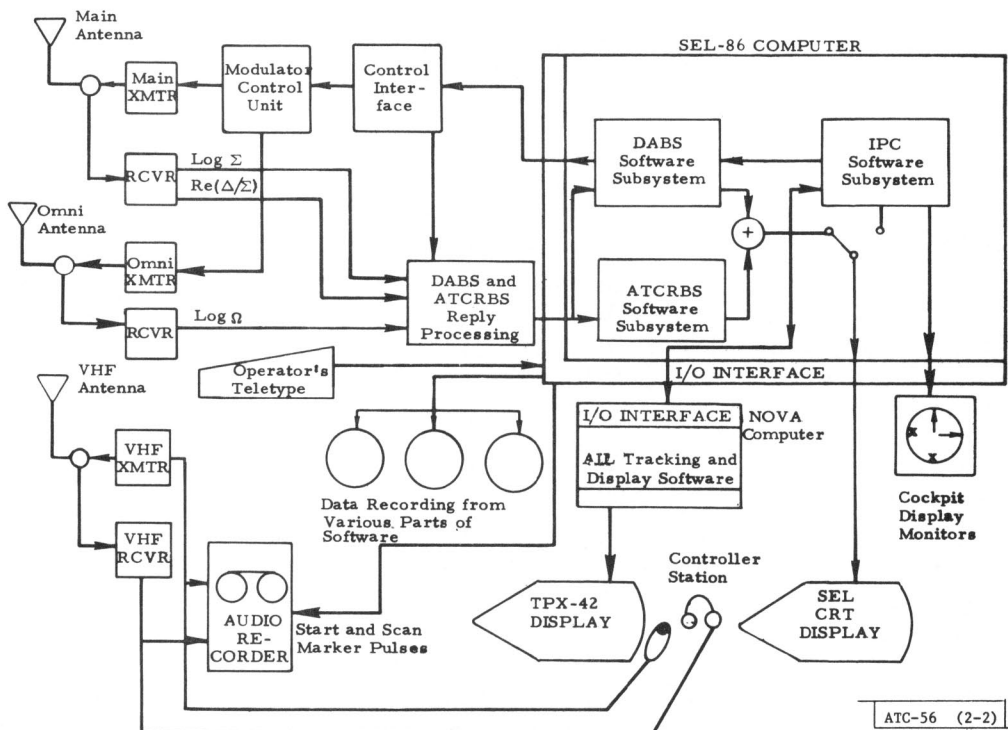 Main
Antenna
SEL-86 COMPUTER
Main
XMTR
Modulator
Control
Unit
Control
Inter-
face
DABS
Software
Subsystem
IPC
Software
Subsystem
RCVR
Log Σ
Re(Δ/Σ)
Omni
Antenna
+
Omni
XMTR
DABS and
ATCRBS
Reply
Processing
ATCRBS
Software
Subsystem
RCVR
Log Ω
VHF
Antenna
Operator's
Teletype
I/O INTERFACE
I/O INTERFACE
NOVA
Computer
AIL Tracking and
Display Software
x
x
VHF
XMTR
Data Recording from
Various Parts of
Software
Cockpit
Display
Monitors
VHF
RCVR
Controller
Station
AUDIO
RE-
CORDER
Start and Scan
Marker Pulses
TPX-42
DISPLAY
SEL
CRT
DISPLAY
ATC-56 (2-2)